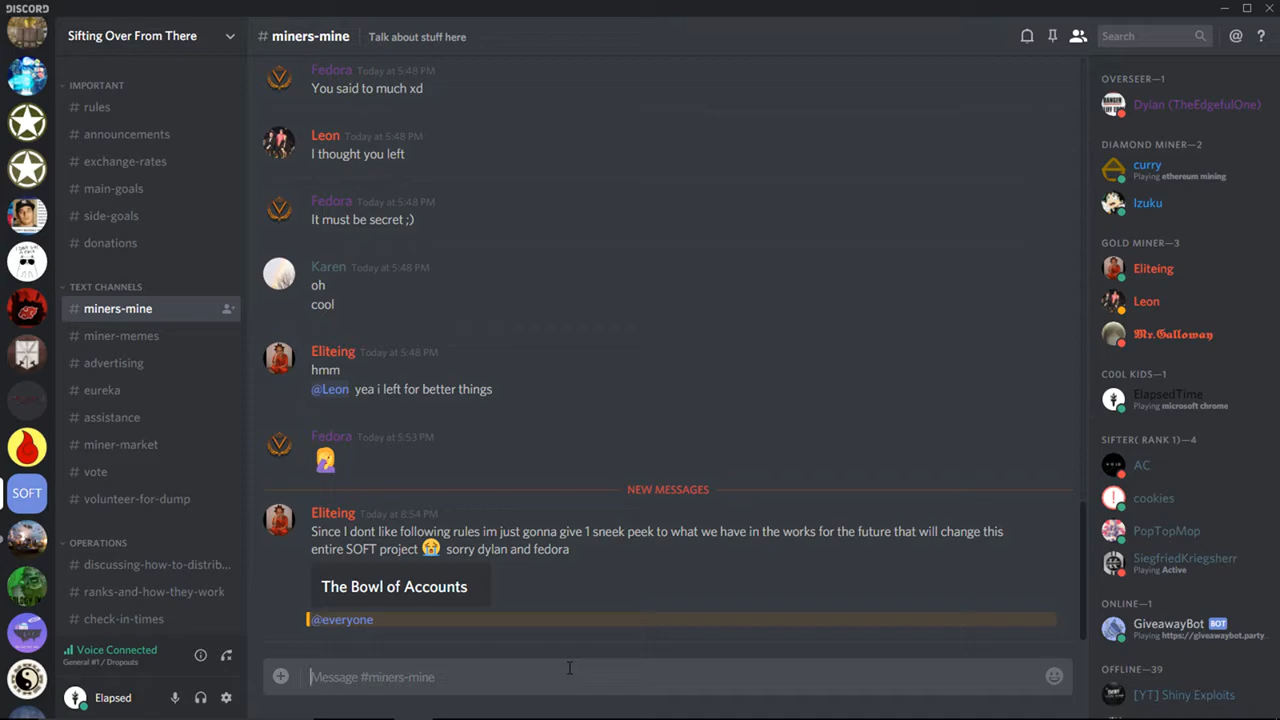 DISCORD
Sifting Over From There
IMPORTANT
# rules
# announcements
# exchange-rates
# main-goals
# side-goals
# donations
TEXT CHANNELS
# miners-mine
# miner-memes
# advertising
# eureka
# assistance
# miner-market
# vote
# volunteer-for-dump
OPERATIONS
# discussing-how-to-distrib...
# ranks-and-how-they-work
# check-in-times
Voice Connected
General #1 / Dropouts
Elapsed
SOFT
# miners-mine Talk about stuff here
Search
Fedora Today at 5:48 PM
You said to much xd
Leon Today at 5:48 PM
I thought you left
Fedora Today at 5:48 PM
It must be secret ;)
Karen Today at 5:48 PM
oh
cool
Eliteing Today at 5:48 PM
hmm
@Leon yea i left for better things
Fedora Today at 5:53 PM
🤦
NEW MESSAGES
Eliteing Today at 8:54 PM
Since I dont like following rules im just gonna give 1 sneek peek to what we have in the works for the future that will change this
entire SOFT project 😭 sorry dylan and fedora
The Bowl of Accounts
@everyone
Message #miners-mine
OVERSEER—1
Dylan (TheEdgefulOne)
DIAMOND MINER—2
curry
Playing ethereum mining
Izuku
GOLD MINER—3
Eliteing
Leon
Mr.Galloway
COOL KIDS—1
ElapsedTime
Playing microsoft chrome
SIFTER( RANK 1)—4
AC
cookies
PopTopMop
SiegfriedKriegsherr
Playing Active
ONLINE—1
GiveawayBot BOT
Playing https://giveawaybot.party...
OFFLINE—39
[YT] Shiny Exploits